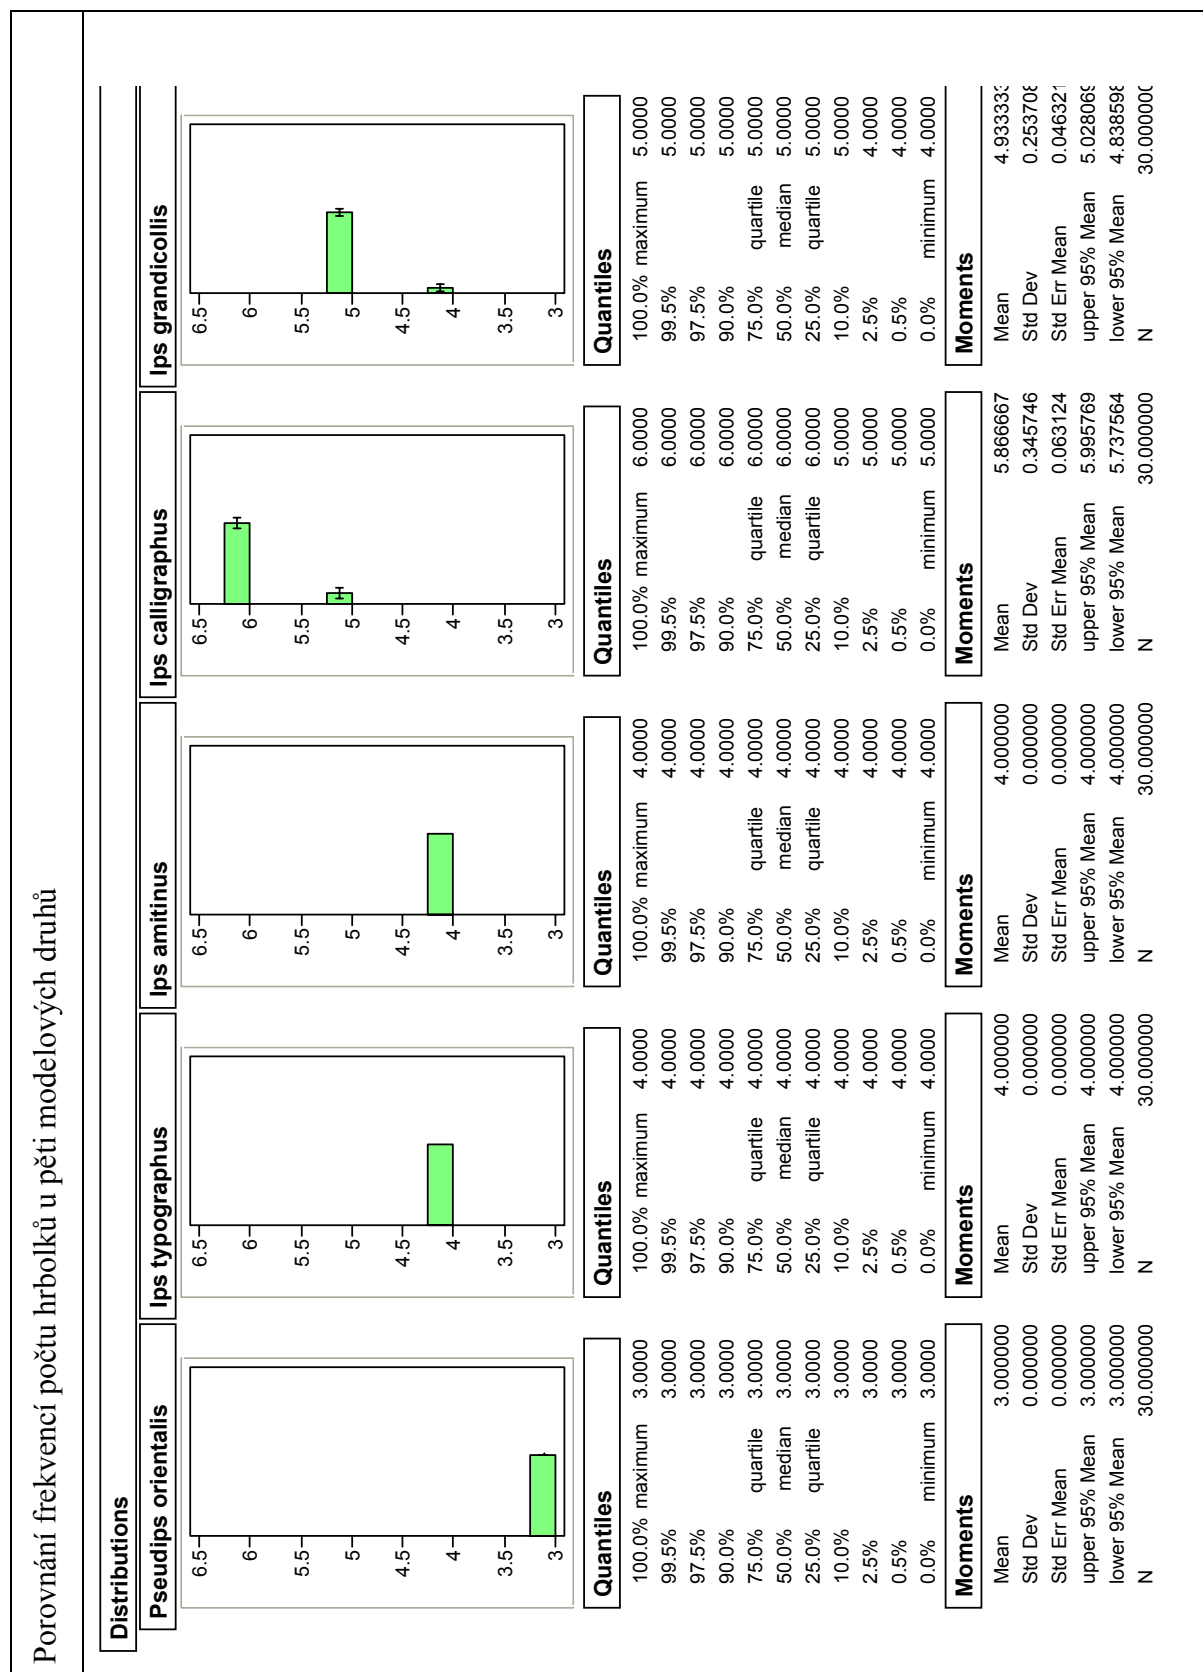 Porovnání frekvencí počtu hrbolků u pěti modelových druhů
Distributions
Pseudips orientalis
6.5
6
5.5
5
4.5
4
3.5
3
Quantiles
100.0% maximum 3.0000
99.5% 3.0000
97.5% 3.0000
90.0% 3.0000
75.0% quartile 3.0000
50.0% median 3.0000
25.0% quartile 3.0000
10.0% 3.0000
2.5% 3.0000
0.5% 3.0000
0.0% minimum 3.0000
Moments
Mean 3.000000
Std Dev 0.000000
Std Err Mean 0.000000
upper 95% Mean 3.000000
lower 95% Mean 3.000000
N 30.000000
Ips typographus
6.5
6
5.5
5
4.5
4
3.5
3
Quantiles
100.0% maximum 4.0000
99.5% 4.0000
97.5% 4.0000
90.0% 4.0000
75.0% quartile 4.0000
50.0% median 4.0000
25.0% quartile 4.0000
10.0% 4.0000
2.5% 4.0000
0.5% 4.0000
0.0% minimum 4.0000
Moments
Mean 4.000000
Std Dev 0.000000
Std Err Mean 0.000000
upper 95% Mean 4.000000
lower 95% Mean 4.000000
N 30.000000
Ips amitinus
6.5
6
5.5
5
4.5
4
3.5
3
Quantiles
100.0% maximum 4.0000
99.5% 4.0000
97.5% 4.0000
90.0% 4.0000
75.0% quartile 4.0000
50.0% median 4.0000
25.0% quartile 4.0000
10.0% 4.0000
2.5% 4.0000
0.5% 4.0000
0.0% minimum 4.0000
Moments
Mean 4.000000
Std Dev 0.000000
Std Err Mean 0.000000
upper 95% Mean 4.000000
lower 95% Mean 4.000000
N 30.000000
Ips calligraphus
6.5
6
5.5
5
4.5
4
3.5
3
Quantiles
100.0% maximum 6.0000
99.5% 6.0000
97.5% 6.0000
90.0% 6.0000
75.0% quartile 6.0000
50.0% median 6.0000
25.0% quartile 6.0000
10.0% 5.0000
2.5% 5.0000
0.5% 5.0000
0.0% minimum 5.0000
Moments
Mean 5.866667
Std Dev 0.345746
Std Err Mean 0.063124
upper 95% Mean 5.995769
lower 95% Mean 5.737564
N 30.000000
Ips grandicollis
6.5
6
5.5
5
4.5
4
3.5
3
Quantiles
100.0% maximum 5.0000
99.5% 5.0000
97.5% 5.0000
90.0% 5.0000
75.0% quartile 5.0000
50.0% median 5.0000
25.0% quartile 5.0000
10.0% 5.0000
2.5% 4.0000
0.5% 4.0000
0.0% minimum 4.0000
Moments
Mean 4.933333
Std Dev 0.253708
Std Err Mean 0.046321
upper 95% Mean 5.028069
lower 95% Mean 4.838598
N 30.000000